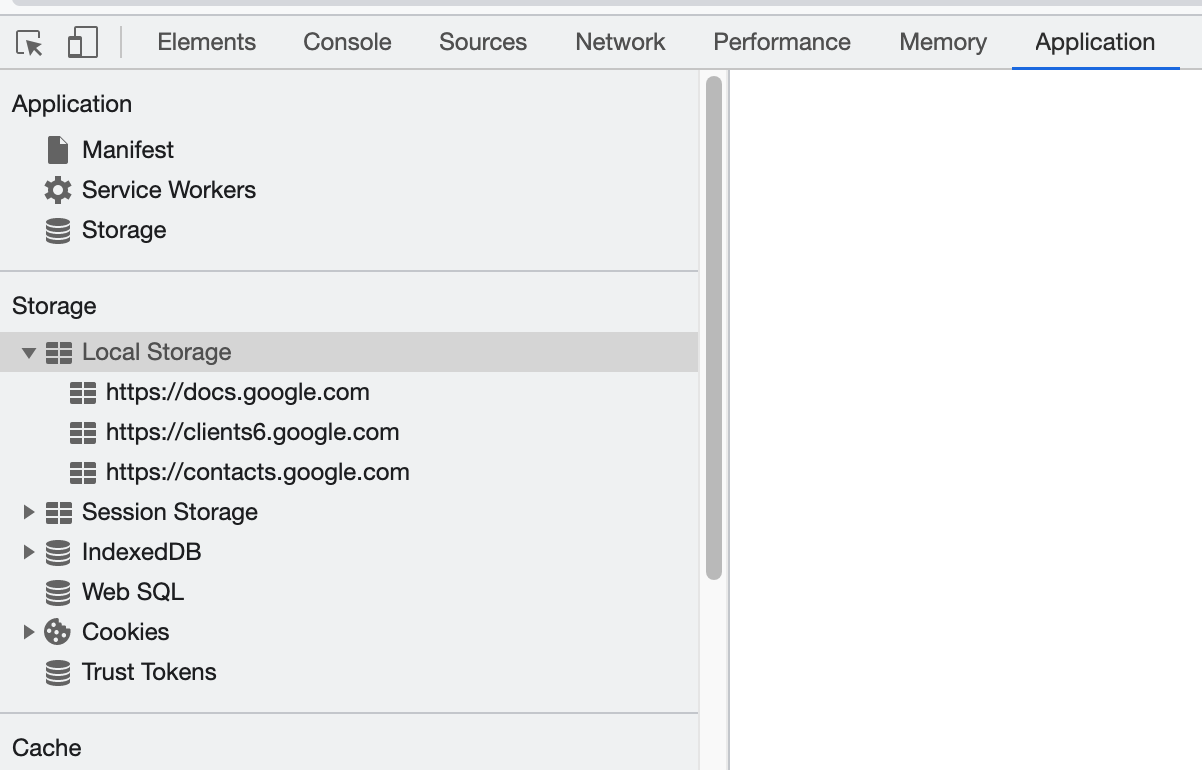 Elements Console Sources Network Performance Memory Application
Application
Manifest
Service Workers
Storage
Storage
Local Storage
https://docs.google.com
https://clients6.google.com
https://contacts.google.com
Session Storage
IndexedDB
Web SQL
Cookies
Trust Tokens
Cache